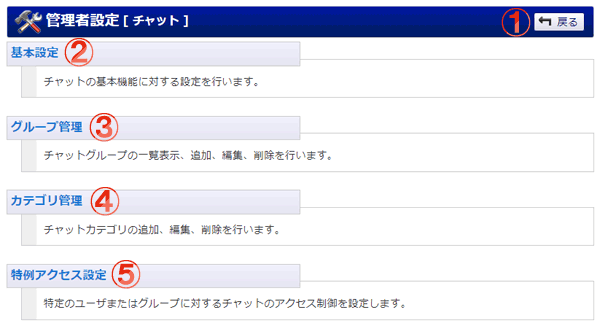 管理者設定 [ チャット ] ① 戻る
基本設定 ②
チャットの基本機能に対する設定を行います。
グループ管理 ③
チャットグループの一覧表示、追加、編集、削除を行います。
カテゴリ管理 ④
チャットカテゴリの追加、編集、削除を行います。
特例アクセス設定 ⑤
特定のユーザまたはグループに対するチャットのアクセス制御を設定します。